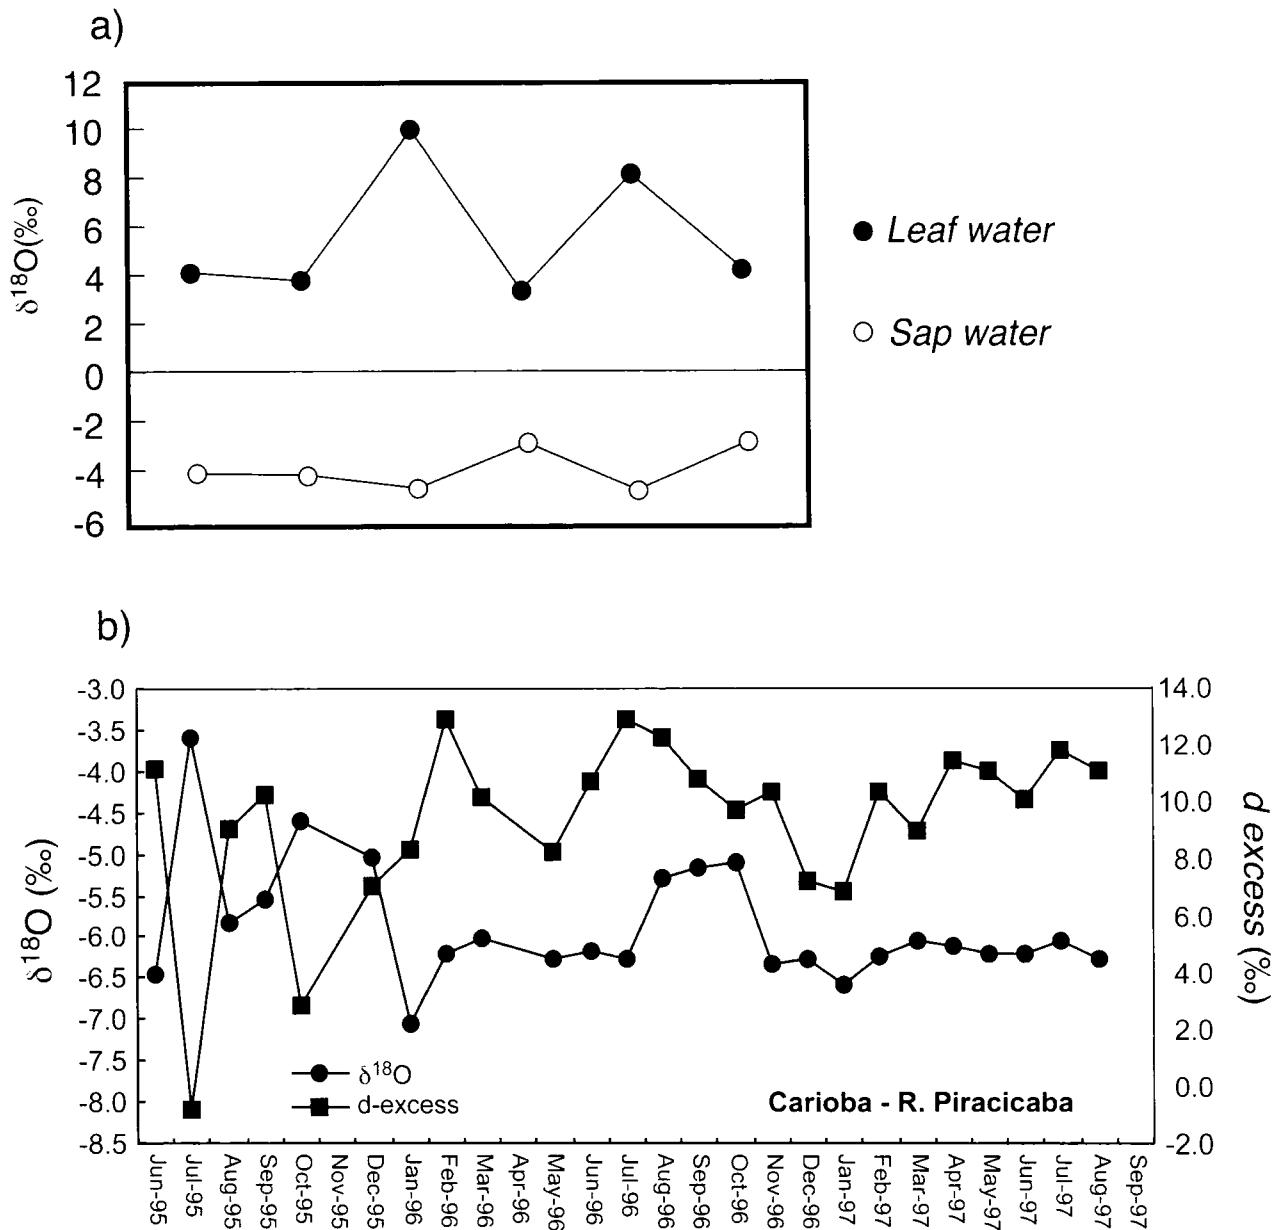 a)
12
10
8
6
4
2
0
-2
-4
-6
δ18O(‰)
Leaf water
Sap water
b)
-3.0
-3.5
-4.0
-4.5
-5.0
-5.5
-6.0
-6.5
-7.0
-7.5
-8.0
-8.5
δ18O (‰)
14.0
12.0
10.0
8.0
6.0
4.0
2.0
0.0
-2.0
d excess (‰)
δ18O
d-excess
Carioba - R. Piracicaba
Jun-95
Jul-95
Aug-95
Sep-95
Oct-95
Nov-95
Dec-95
Jan-96
Feb-96
Mar-96
Apr-96
May-96
Jun-96
Jul-96
Aug-96
Sep-96
Oct-96
Nov-96
Dec-96
Jan-97
Feb-97
Mar-97
Apr-97
May-97
Jun-97
Jul-97
Aug-97
Sep-97